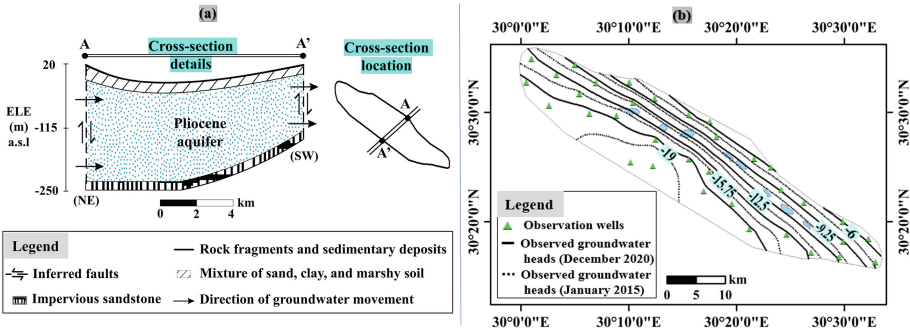 (a)
A
A'
Cross-section
details
20
ELE
(m)
a.s.l
-115
-250
Pliocene
aquifer
(NE)
(SW)
0 2 4 km
Cross-section
location
A
A'
Legend
Rock fragments and sedimentary deposits
Inferred faults
Mixture of sand, clay, and marshy soil
Impervious sandstone
Direction of groundwater movement
(b)
30°0'0"E 30°10'0"E 30°20'0"E 30°30'0"E
30°30'0"N
30°20'0"N
30°30'0"N
30°20'0"N
-19
-15.75
-12.5
-9.25
-6
Legend
Observation wells
Observed groundwater
heads (December 2020)
Observed groundwater
heads (January 2015)
km
0 5 10
30°0'0"E 30°10'0"E 30°20'0"E 30°30'0"E